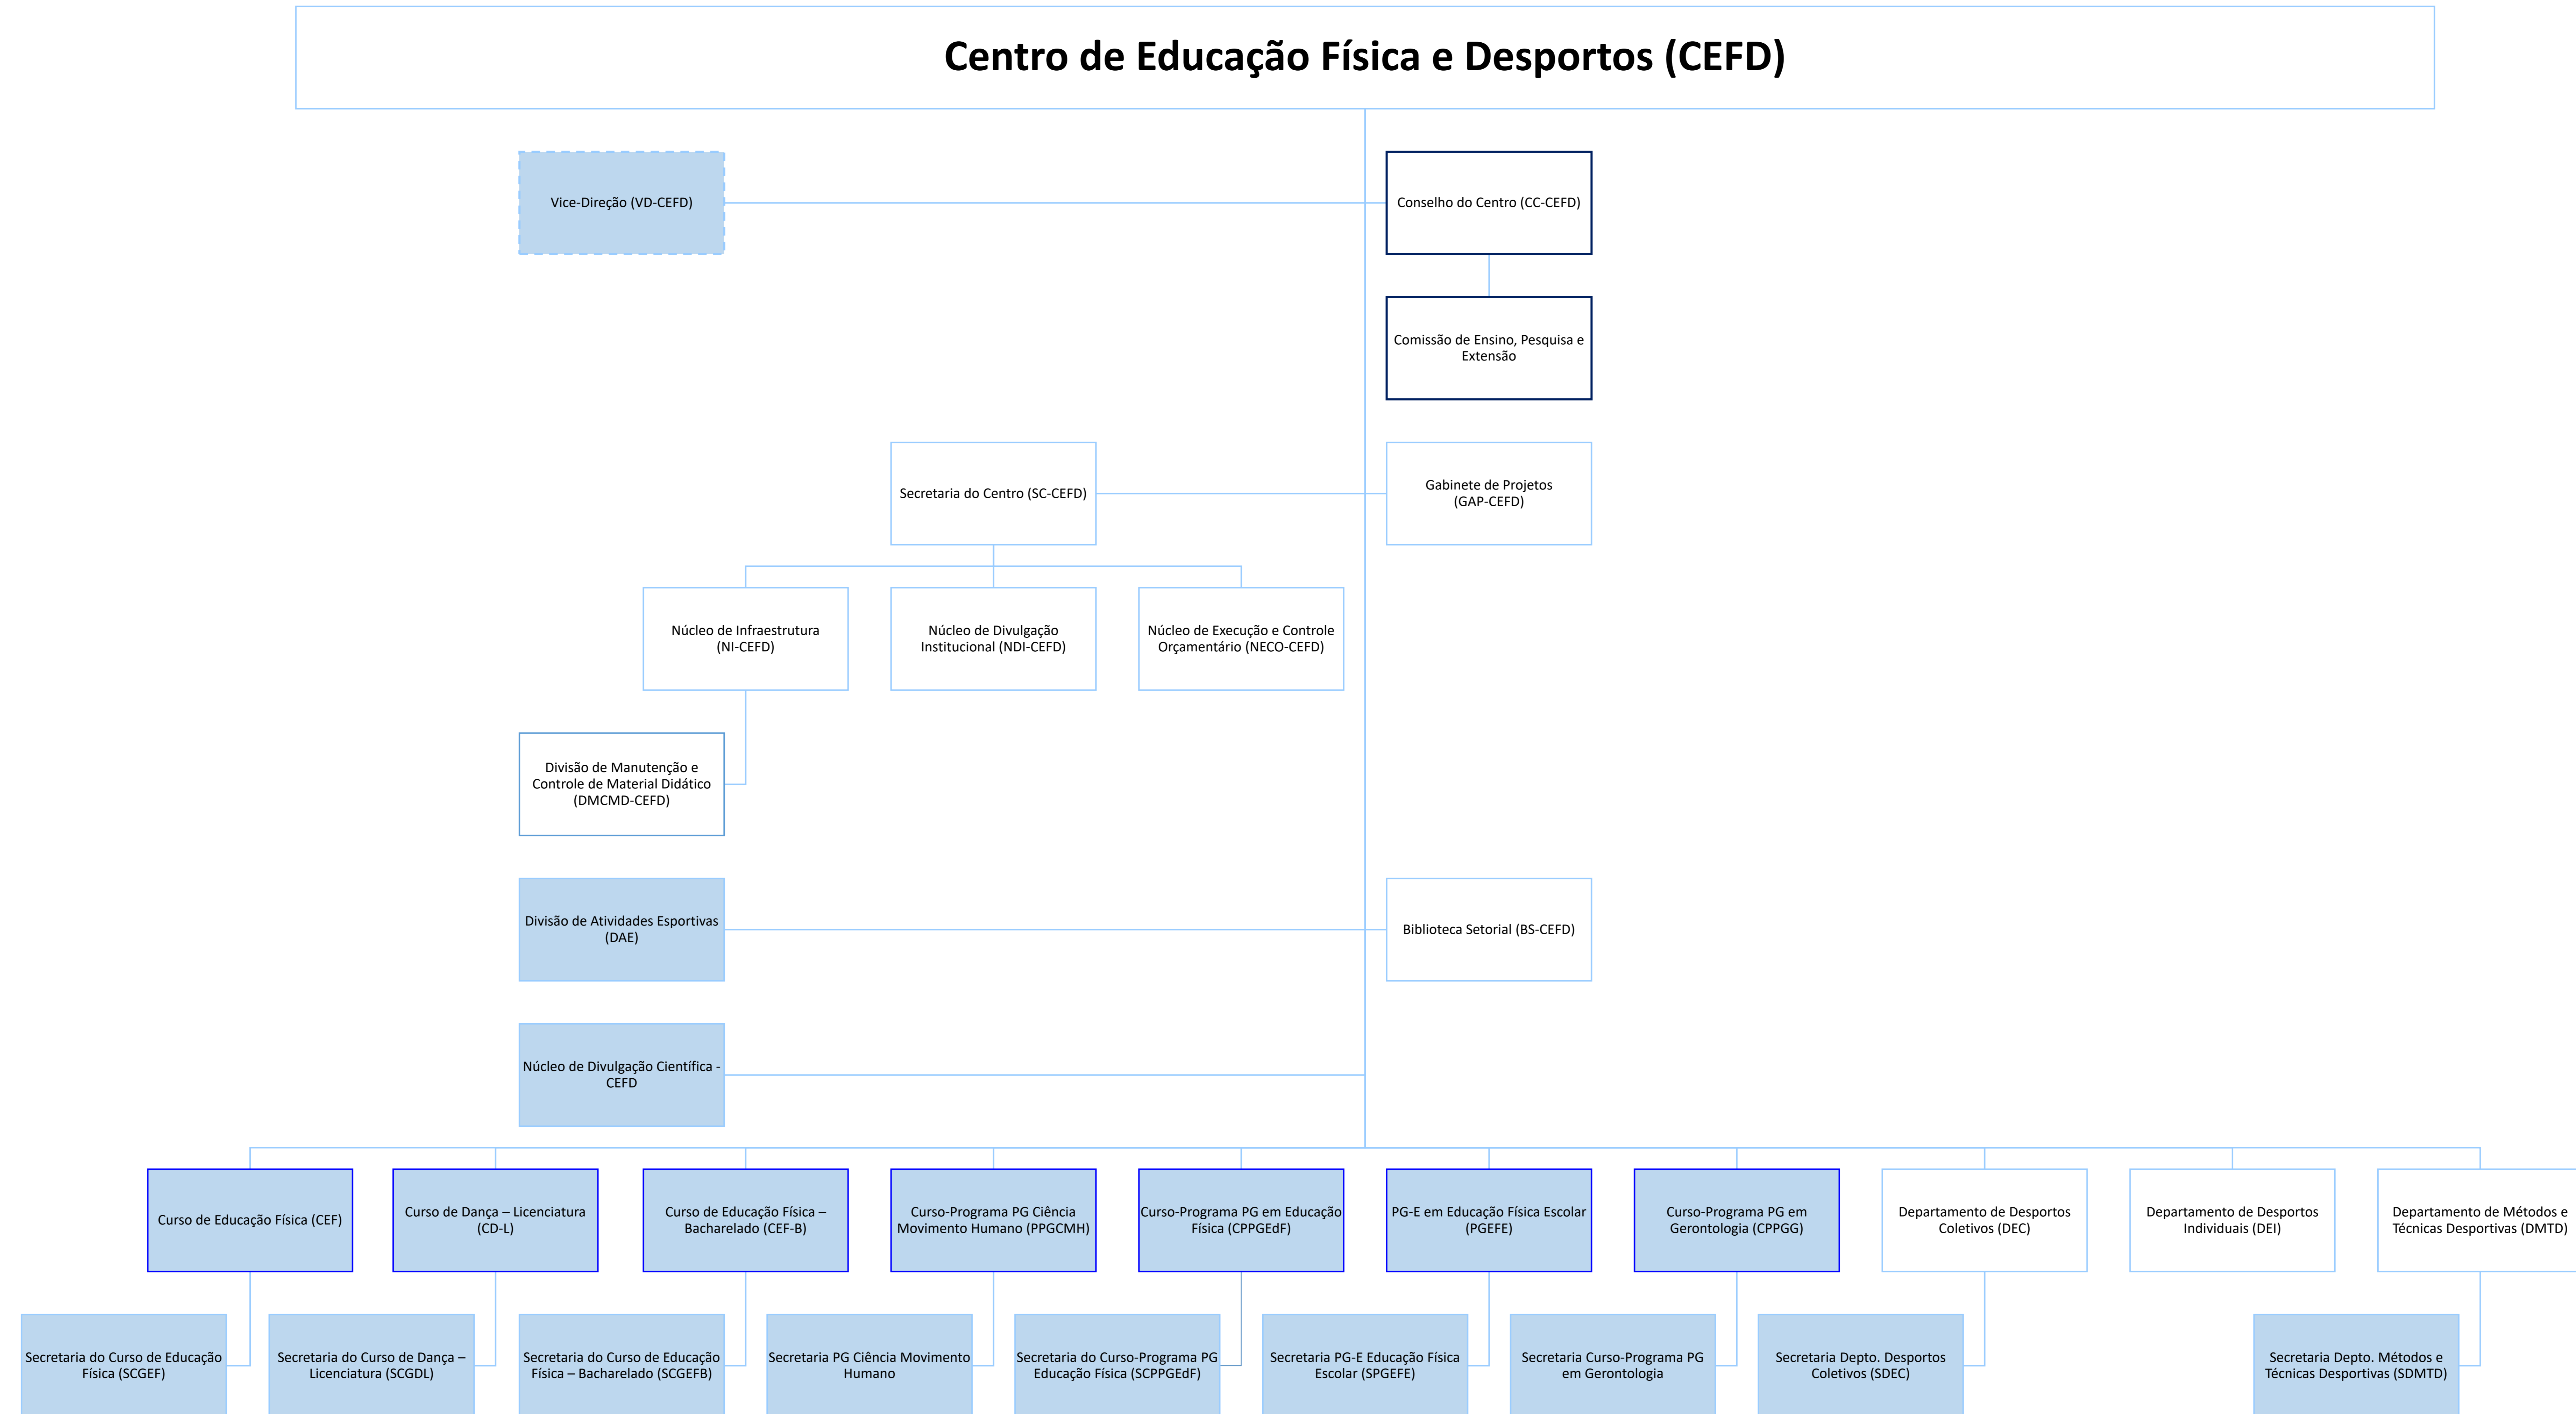 Centro de Educação Física e Desportos (CEFD)
Vice-Direção (VD-CEFD)
Conselho do Centro (CC-CEFD)
Comissão de Ensino, Pesquisa e
Extensão
Secretaria do Centro (SC-CEFD)
Gabinete de Projetos
(GAP-CEFD)
Núcleo de Infraestrutura
(NI-CEFD)
Núcleo de Divulgação
Institucional (NDI-CEFD)
Núcleo de Execução e Controle
Orçamentário (NECO-CEFD)
Divisão de Manutenção e
Controle de Material Didático
(DMCMD-CEFD)
Divisão de Atividades Esportivas
(DAE)
Biblioteca Setorial (BS-CEFD)
Núcleo de Divulgação Científica -
CEFD
Curso de Educação Física (CEF)
Curso de Dança – Licenciatura
(CD-L)
Curso de Educação Física –
Bacharelado (CEF-B)
Curso-Programa PG Ciência
Movimento Humano (PPGCMH)
Curso-Programa PG em Educação
Física (CPPGEdF)
PG-E em Educação Física Escolar
(PGEFE)
Curso-Programa PG em
Gerontologia (CPPGG)
Departamento de Desportos
Coletivos (DEC)
Departamento de Desportos
Individuais (DEI)
Departamento de Métodos e
Técnicas Desportivas (DMTD)
Secretaria do Curso de Educação
Física (SCGEF)
Secretaria do Curso de Dança –
Licenciatura (SCGDL)
Secretaria do Curso de Educação
Física – Bacharelado (SCGEFB)
Secretaria PG Ciência Movimento
Humano
Secretaria do Curso-Programa PG
Educação Física (SCPPGEdF)
Secretaria PG-E Educação Física
Escolar (SPGEFE)
Secretaria Curso-Programa PG
em Gerontologia
Secretaria Depto. Desportos
Coletivos (SDEC)
Secretaria Depto. Métodos e
Técnicas Desportivas (SDMTD)